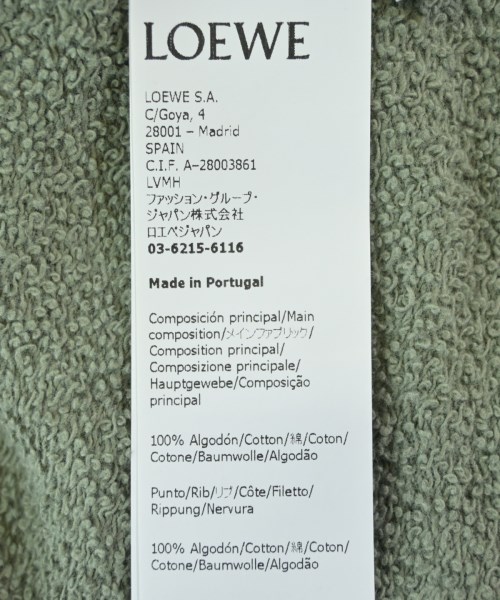 LOEWE
LOEWE S.A.
C/Goya, 4
28001 – Madrid
SPAIN
C.I.F. A–28003861
LVMH
ファッション・グループ・
ジャパン株式会社
ロエベジャパン
03-6215-6116
Made in Portugal
Composición principal/Main
composition/メインファブリック/
Composition principal/
Composizione principale/
Hauptgewebe/Composição
principal
100% Algodón/Cotton/綿/Coton/
Cotone/Baumwolle/Algodão
Punto/Rib/リブ/Côte/Filetto/
Rippung/Nervura
100% Algodón/Cotton/綿/Coton/
Cotone/Baumwolle/Algodão